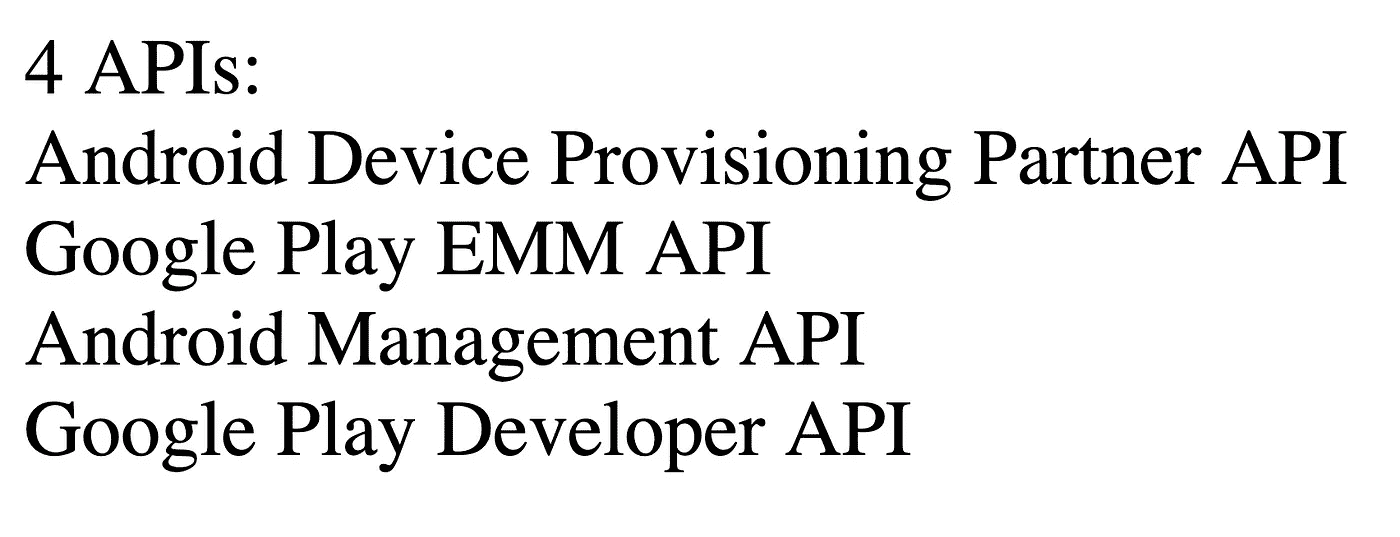 4 APIs:
Android Device Provisioning Partner API
Google Play EMM API
Android Management API
Google Play Developer API